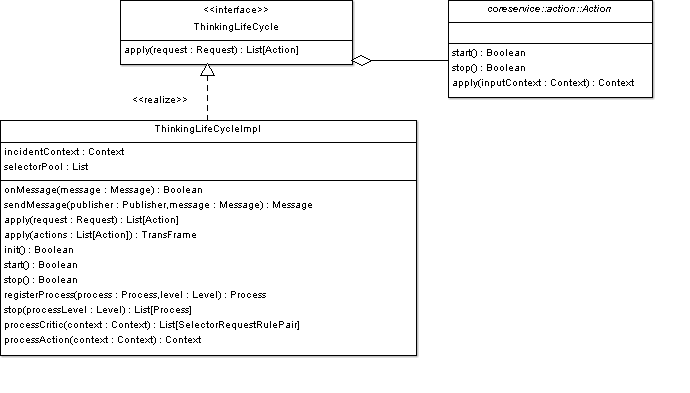 <<interface>>
ThinkingLifeCycle
apply(request : Request) : List[Action]
coreservice::action::Action
start() : Boolean
stop() : Boolean
apply(inputContext : Context) : Context
<<realize>>
ThinkingLifeCycleImpl
incidentContext : Context
selectorPool : List
onMessage(message : Message) : Boolean
sendMessage(publisher : Publisher,message : Message) : Message
apply(request : Request) : List[Action]
apply(actions : List[Action]) : TransFrame
init() : Boolean
start() : Boolean
stop() : Boolean
registerProcess(process : Process,level : Level) : Process
stop(processLevel : Level) : List[Process]
processCritic(context : Context) : List[SelectorRequestRulePair]
processAction(context : Context) : Context